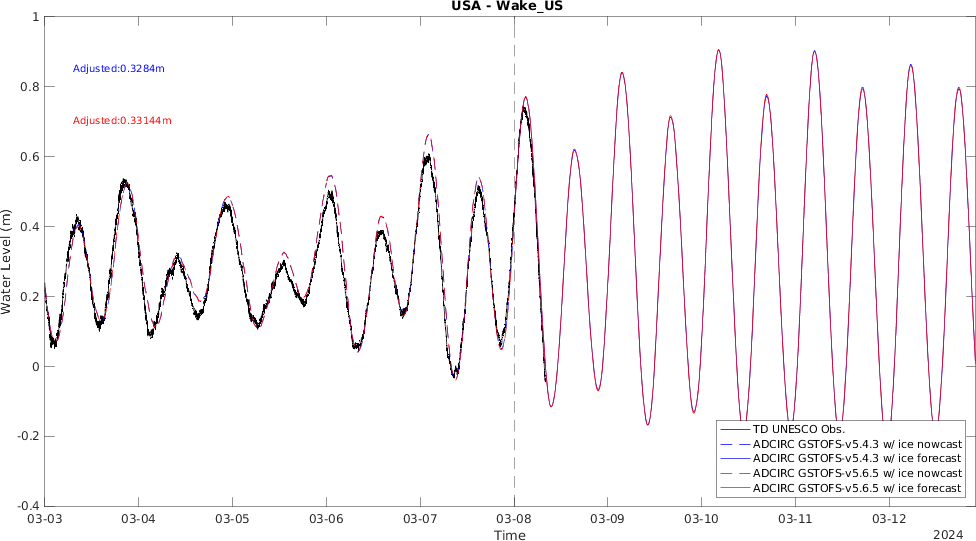 USA - Wake_US
Adjusted:0.3284m
Adjusted:0.33144m
Water Level (m)
1
0.8
0.6
0.4
0.2
0
-0.2
-0.4
TD UNESCO Obs.
ADCIRC GSTOFS-v5.4.3 w/ ice nowcast
ADCIRC GSTOFS-v5.4.3 w/ ice forecast
ADCIRC GSTOFS-v5.6.5 w/ ice nowcast
ADCIRC GSTOFS-v5.6.5 w/ ice forecast
03-03 03-04 03-05 03-06 03-07 03-08 03-09 03-10 03-11 03-12
Time
2024